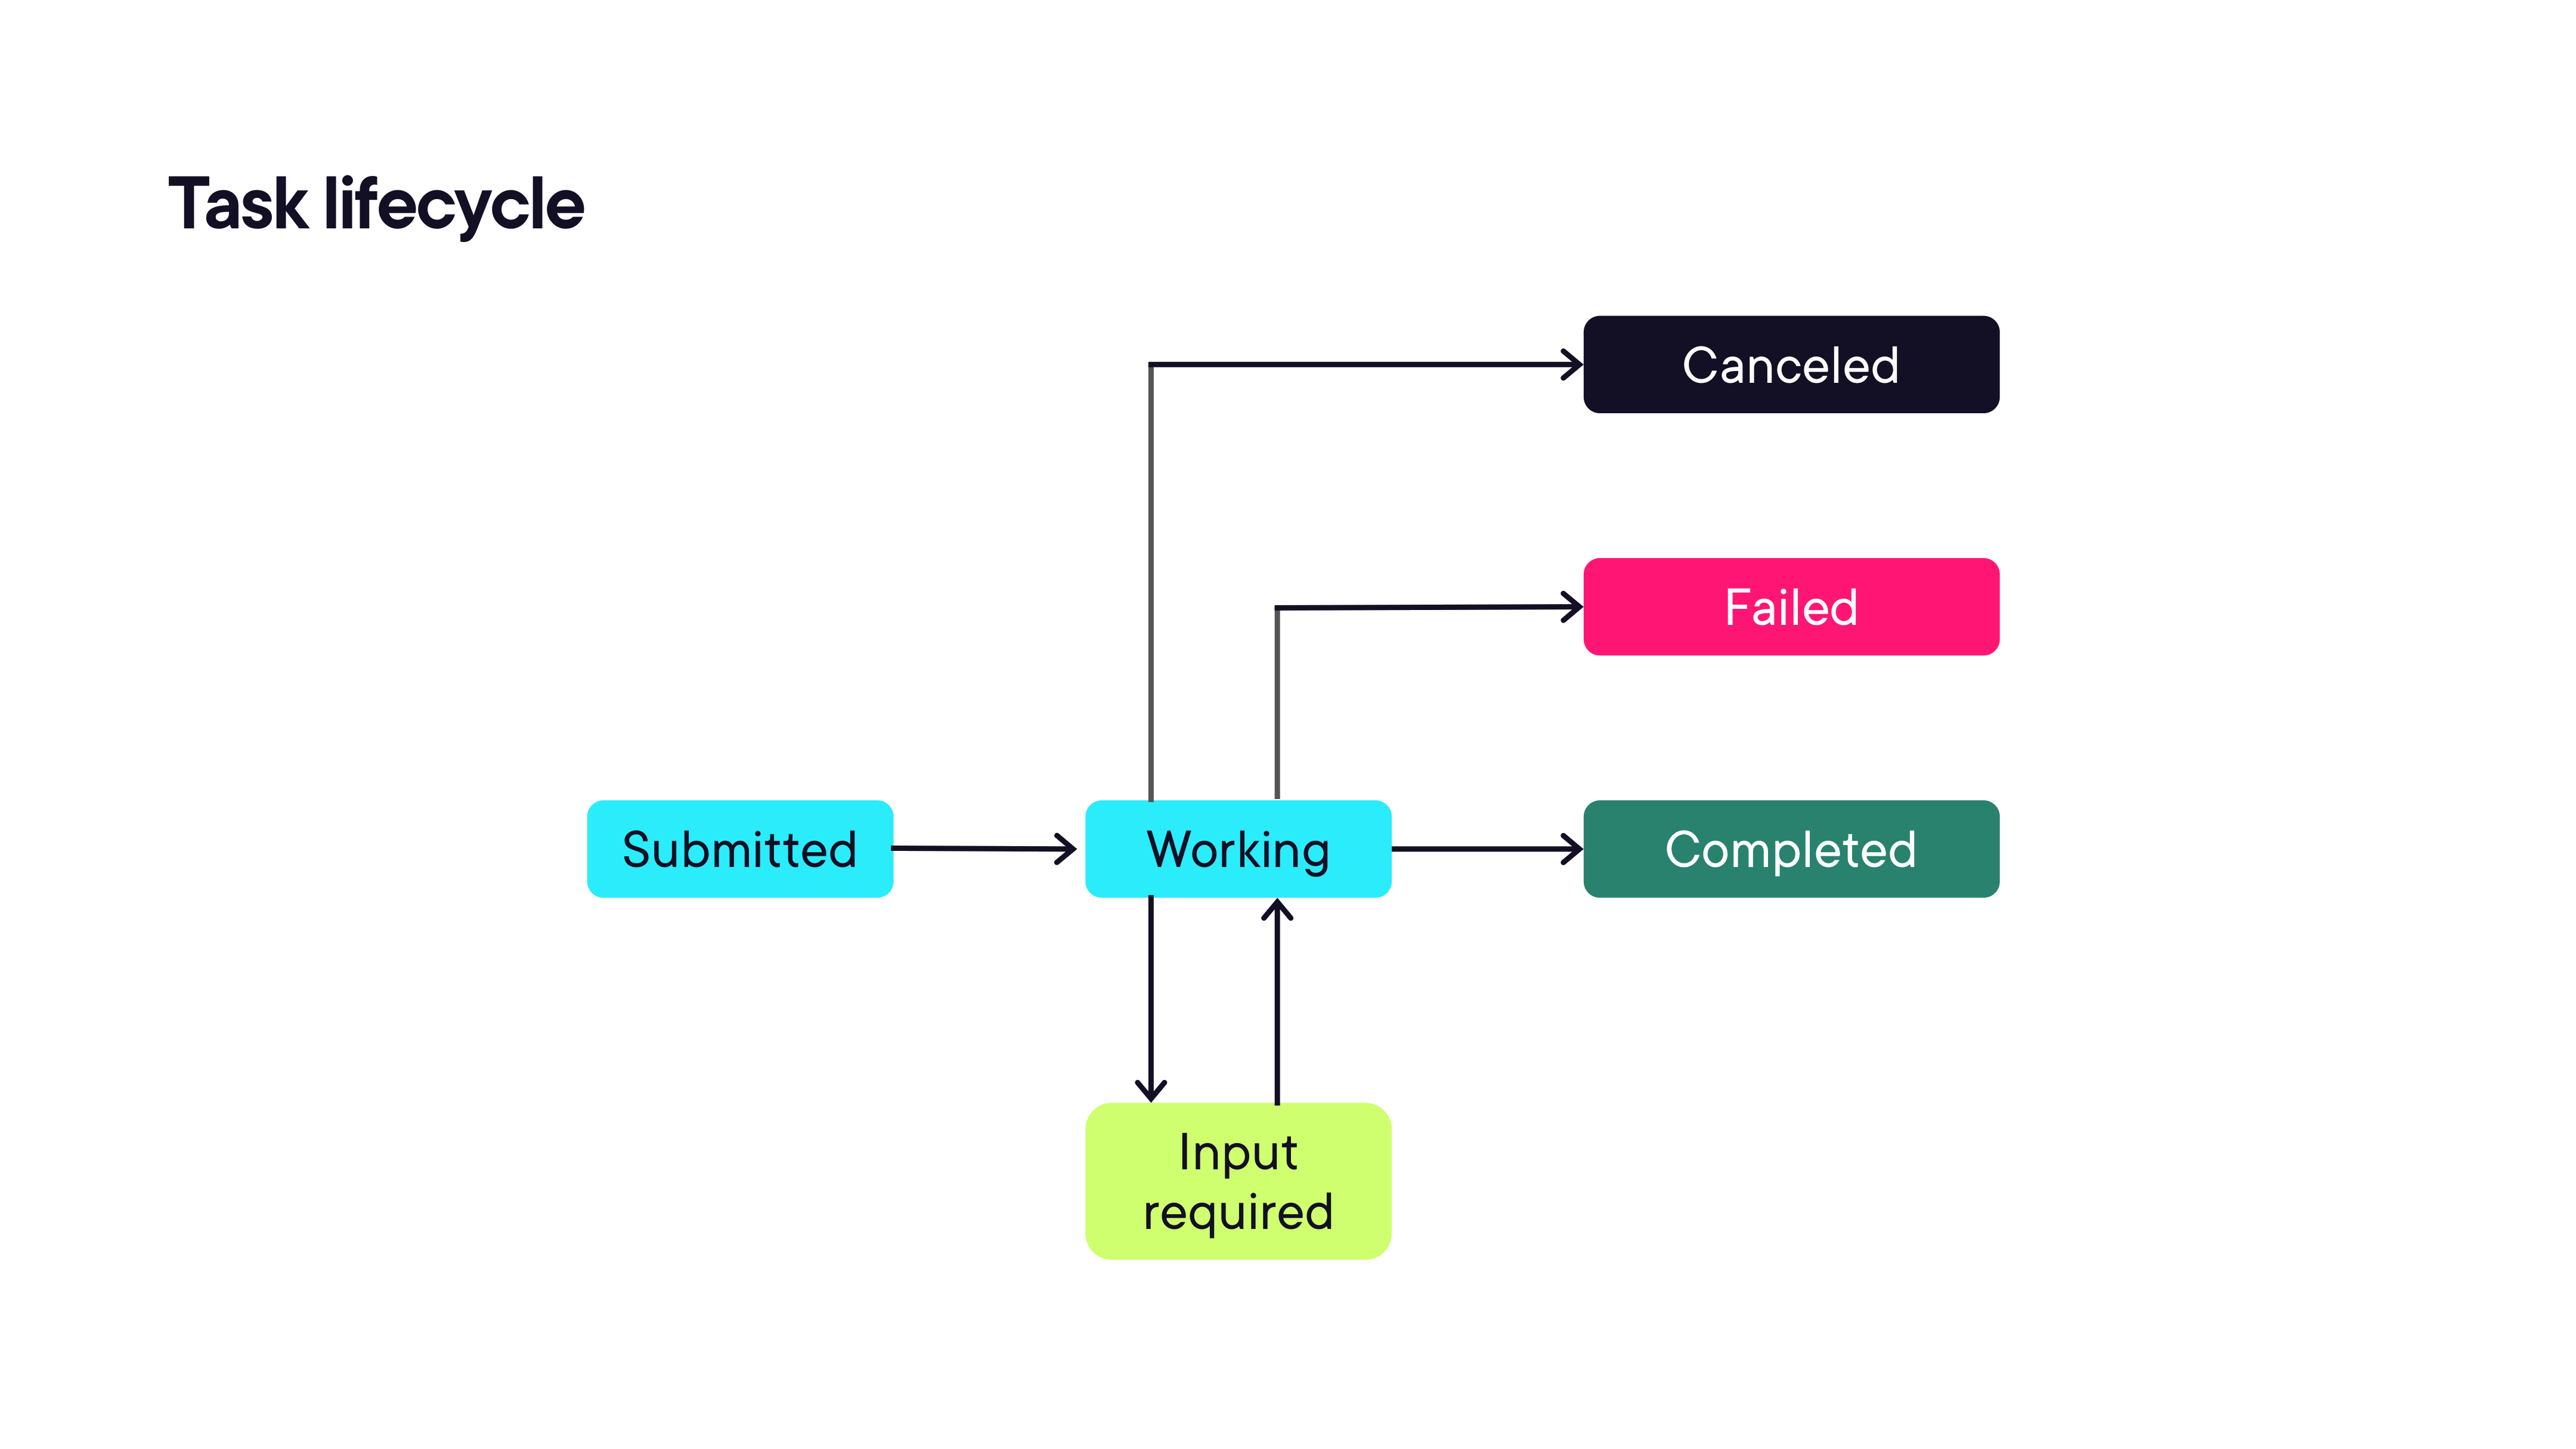 Task lifecycle
Canceled
Failed
Submitted
Working
Completed
Input
required